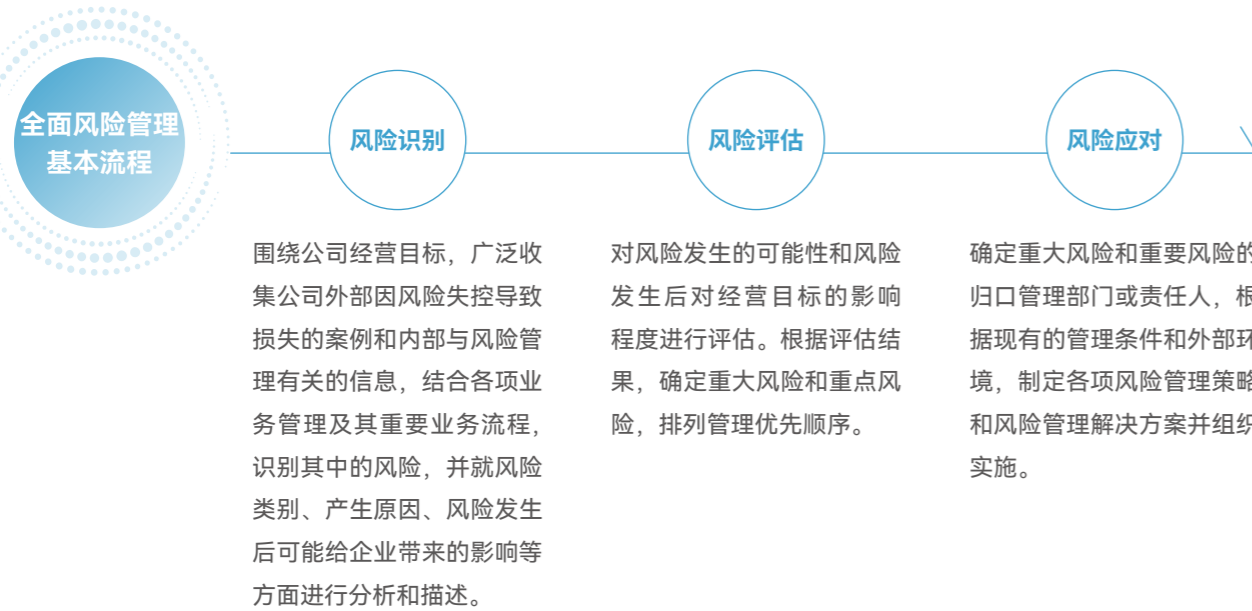 全面风险管理
基本流程
风险识别
围绕公司经营目标，广泛收
集公司外部因风险失控导致
损失的案例和内部与风险管
理有关的信息，结合各项业
务管理及其重要业务流程，
识别其中的风险，并就风险
类别、产生原因、风险发生
后可能给企业带来的影响等
方面进行分析和描述。
风险评估
对风险发生的可能性和风险
发生后对经营目标的影响
程度进行评估。根据评估结
果，确定重大风险和重点风
险，排列管理优先顺序。
风险应对
确定重大风险和重要风险的
归口管理部门或责任人，根
据现有的管理条件和外部环
境，制定各项风险管理策略
和风险管理解决方案并组织
实施。